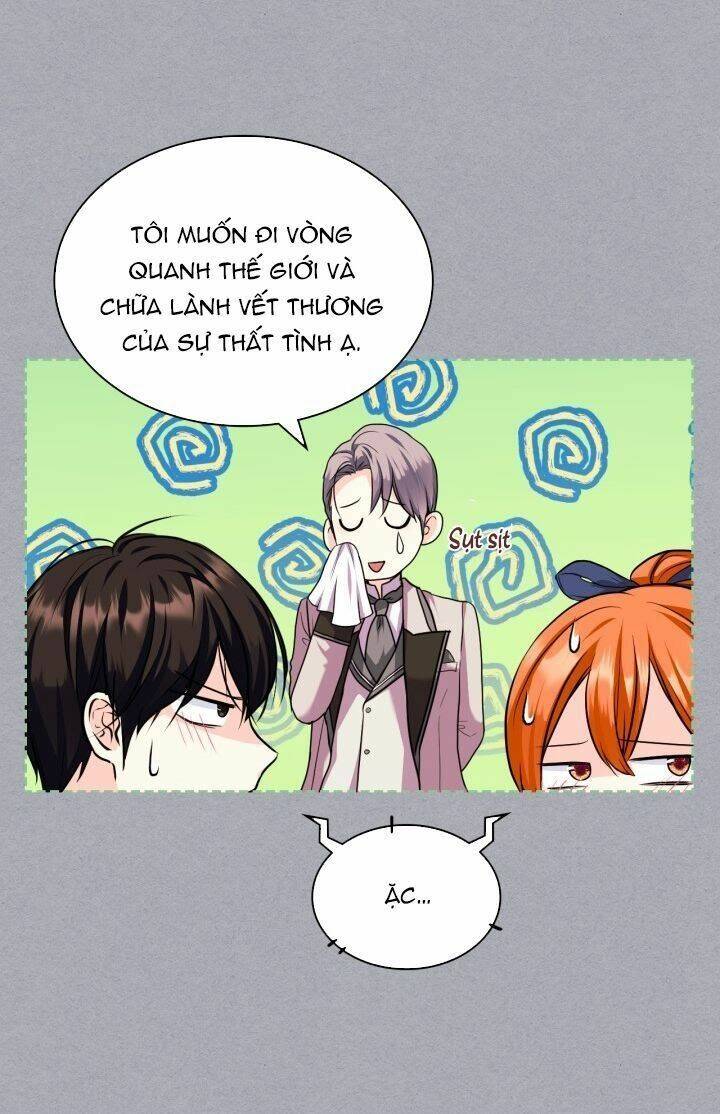 TÔI MUỐN ĐI VÒNG
QUANH THẾ GIỚI VÀ
CHỮA LÀNH VẾT THƯƠNG
CỦA SỰ THẤT TÌNH Ạ.
Sụt sịt
ẶC...